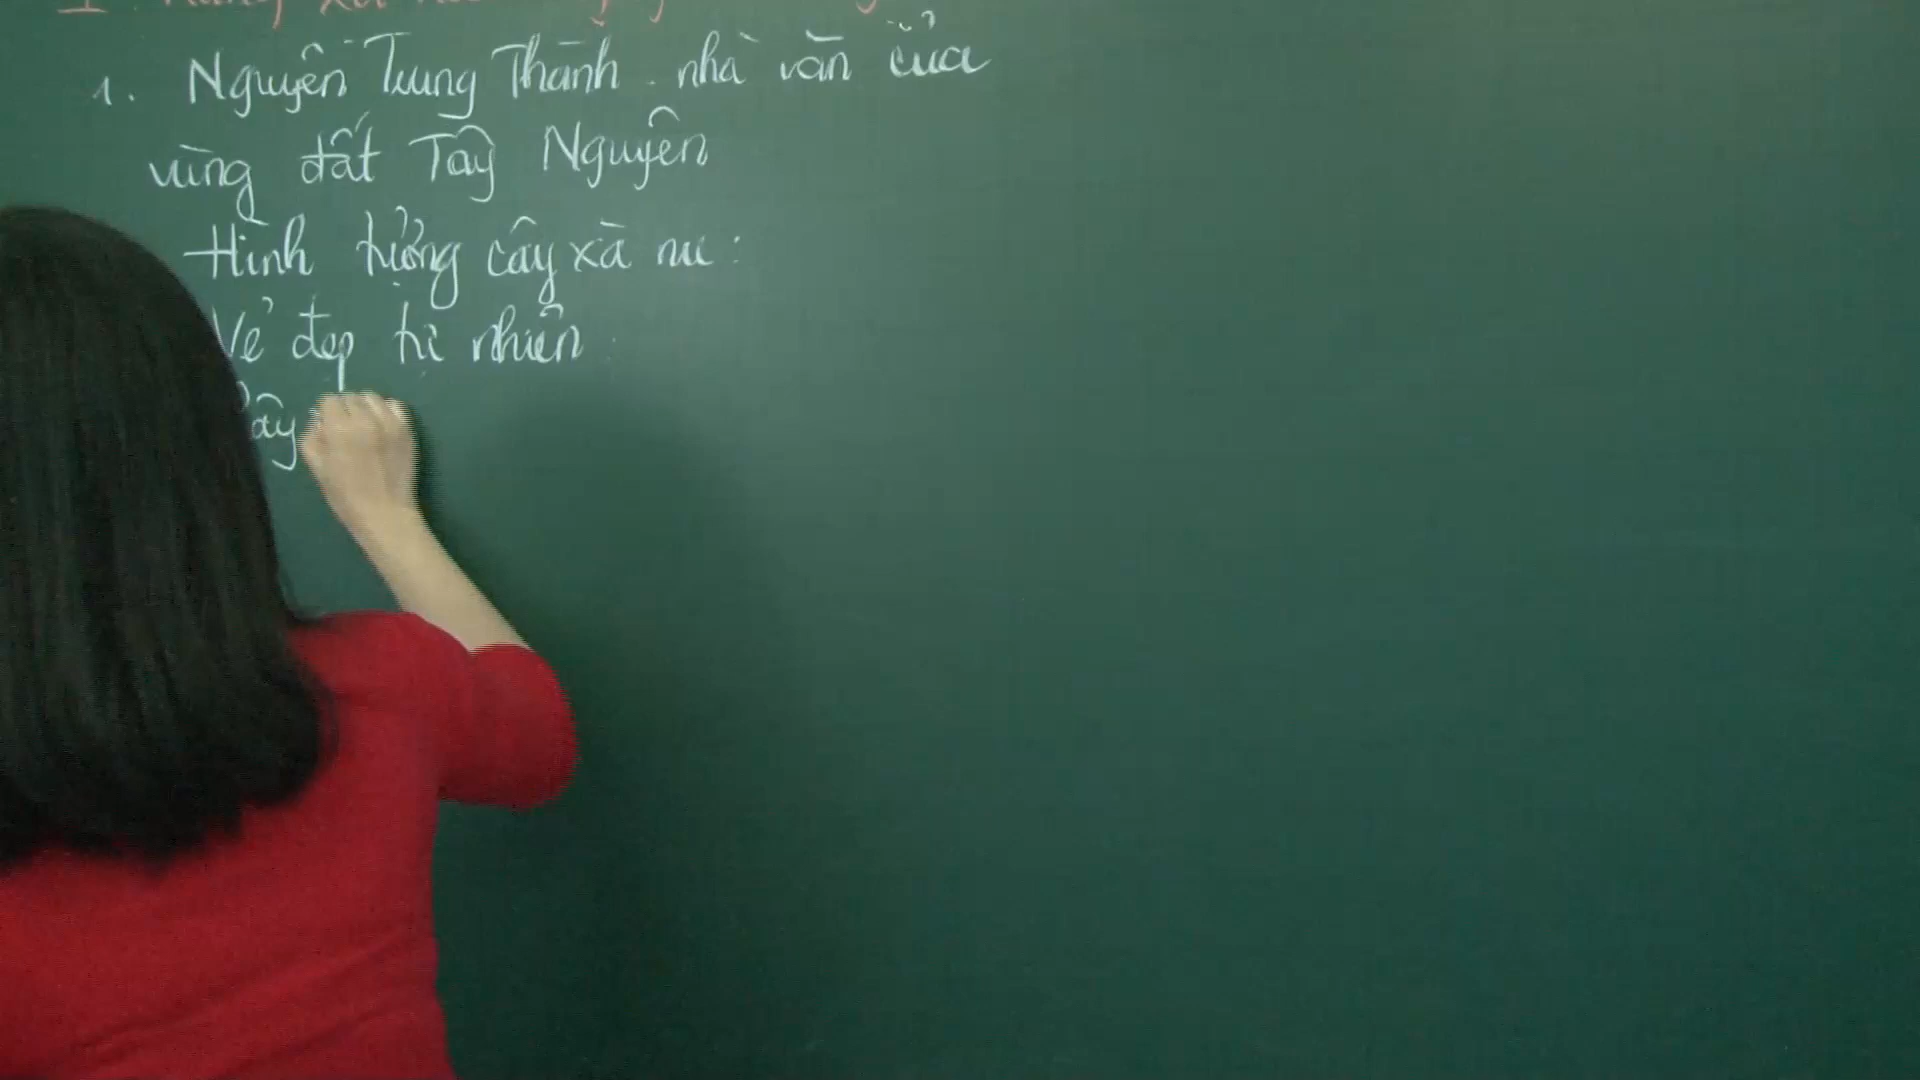 1. Nguyễn Trung Thành. nhà văn của
vùng đất Tây Nguyên
Hình tượng cây xà nu:
Vẻ đẹp tự nhiên: